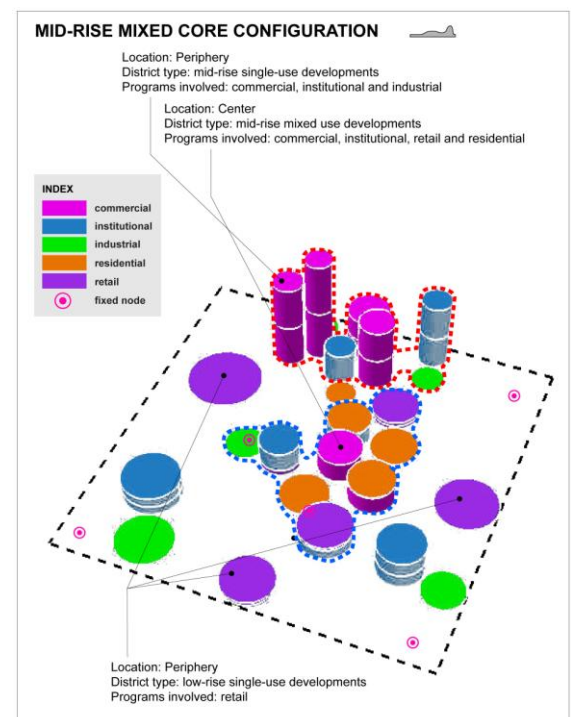 MID-RISE MIXED CORE CONFIGURATION
Location: Periphery
District type: mid-rise single-use developments
Programs involved: commercial, institutional and industrial
Location: Center
District type: mid-rise mixed use developments
Programs involved: commercial, institutional, retail and residential
INDEX
commercial
institutional
industrial
residential
retail
fixed node
Location: Periphery
District type: low-rise single-use developments
Programs involved: retail